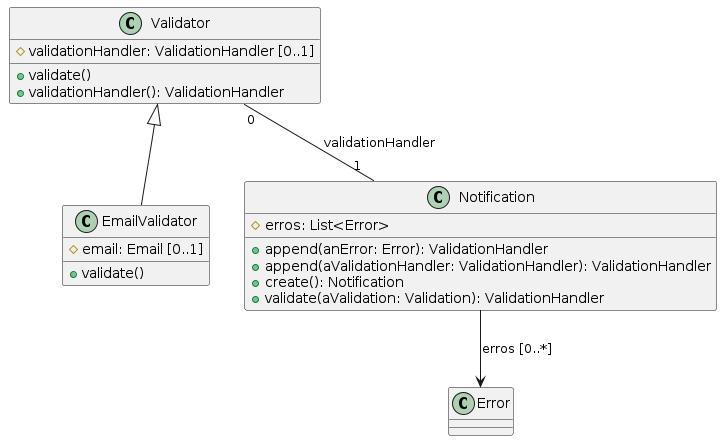 C Validator
validationHandler: ValidationHandler [0..1]
validate()
validationHandler(): ValidationHandler
0
validationHandler
1
C EmailValidator
email: Email [0..1]
validate()
C Notification
erros: List<Error>
append(anError: Error): ValidationHandler
append(aValidationHandler: ValidationHandler): ValidationHandler
create(): Notification
validate(aValidation: Validation): ValidationHandler
erros [0..*]
C Error